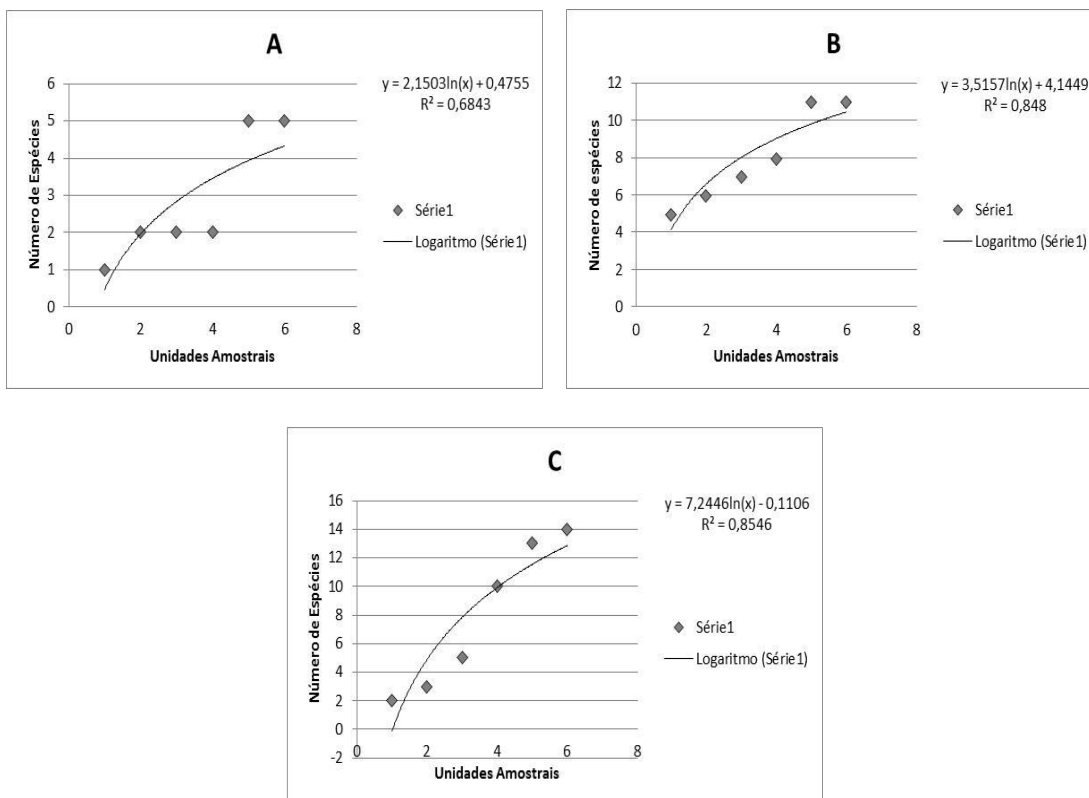 A
y = 2,1503ln(x) + 0,4755
R² = 0,6843
Número de Espécies
6
5
4
3
2
1
0
0 2 4 6 8
Unidades Amostrais
Série1
Logaritmo (Série1)
B
y = 3,5157ln(x) + 4,1449
R² = 0,848
Número de espécies
12
10
8
6
4
2
0
0 2 4 6 8
Unidades Amostrais
Série1
Logaritmo (Série1)
C
y = 7,2446ln(x) - 0,1106
R² = 0,8546
Número de Espécies
16
14
12
10
8
6
4
2
0
-2
0 2 4 6 8
Unidades Amostrais
Série1
Logaritmo (Série1)